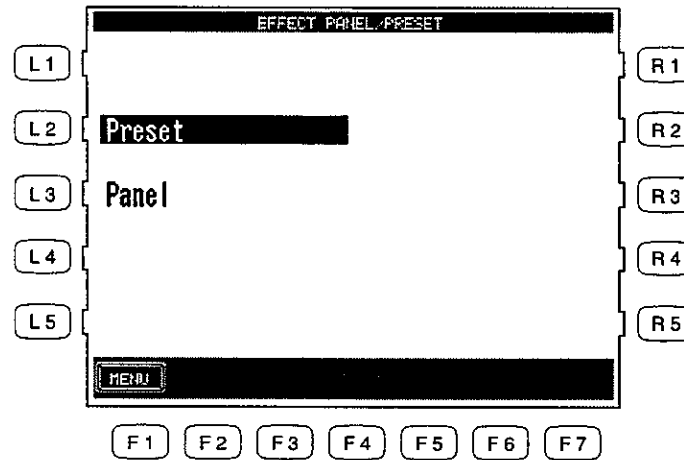 EFFECT PANEL/PRESET
L1 R1
L2 Preset R2
L3 Panel R3
L4 R4
L5 R5
MENU
F1 F2 F3 F4 F5 F6 F7